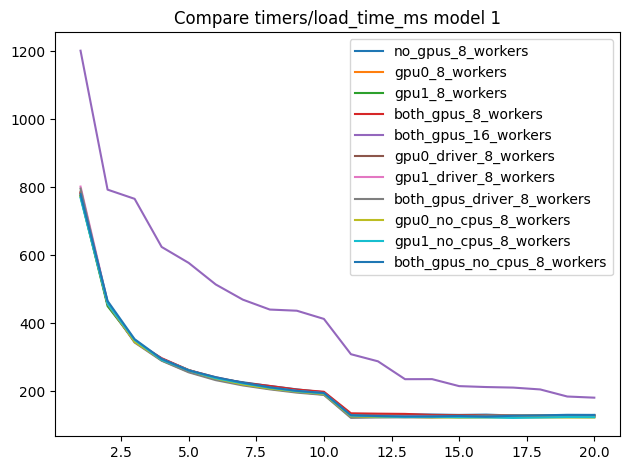 Compare timers/load_time_ms model 1
1200
1000
800
600
400
200
no_gpus_8_workers
gpu0_8_workers
gpu1_8_workers
both_gpus_8_workers
both_gpus_16_workers
gpu0_driver_8_workers
gpu1_driver_8_workers
both_gpus_driver_8_workers
gpu0_no_cpus_8_workers
gpu1_no_cpus_8_workers
both_gpus_no_cpus_8_workers
2.5 5.0 7.5 10.0 12.5 15.0 17.5 20.0